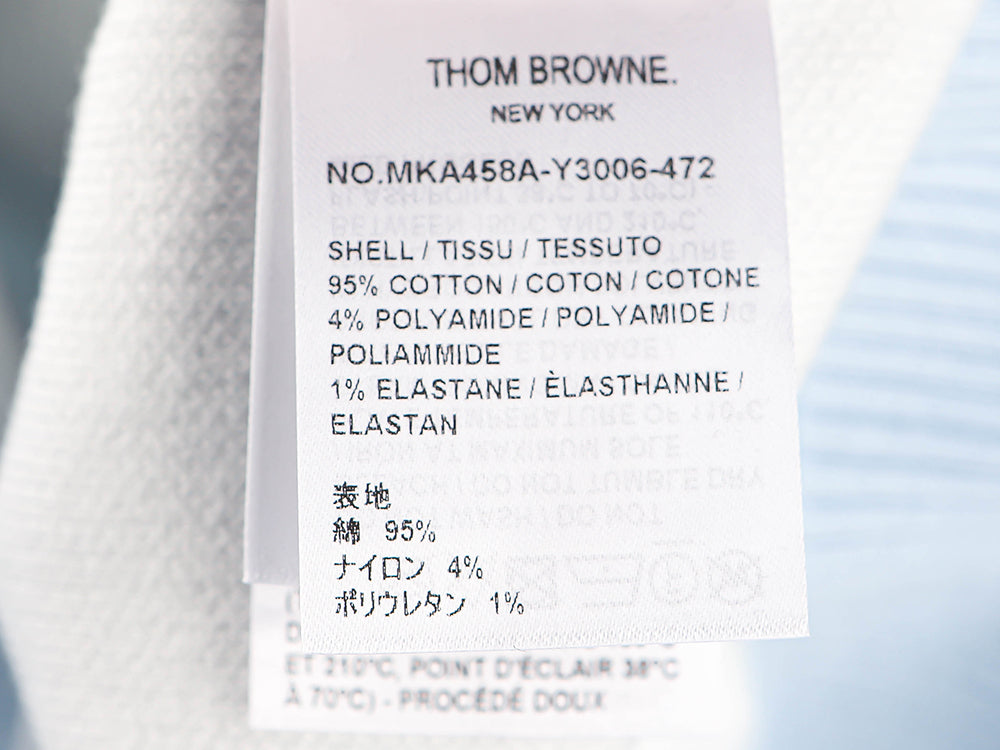 THOM BROWNE.
NEW YORK
NO.MKA458A-Y3006-472
SHELL / TISSU / TESSUTO
95% COTTON / COTON / COTONE
4% POLYAMIDE / POLYAMIDE /
POLIAMMIDE
1% ELASTANE / ÈLASTHANNE /
ELASTAN
表地
綿 95%
ナイロン 4%
ポリウレタン 1%
ET 210°C, POINT D'ÉCLAIR 38°C
À 70°C) - PROCÉDÉ DOUX